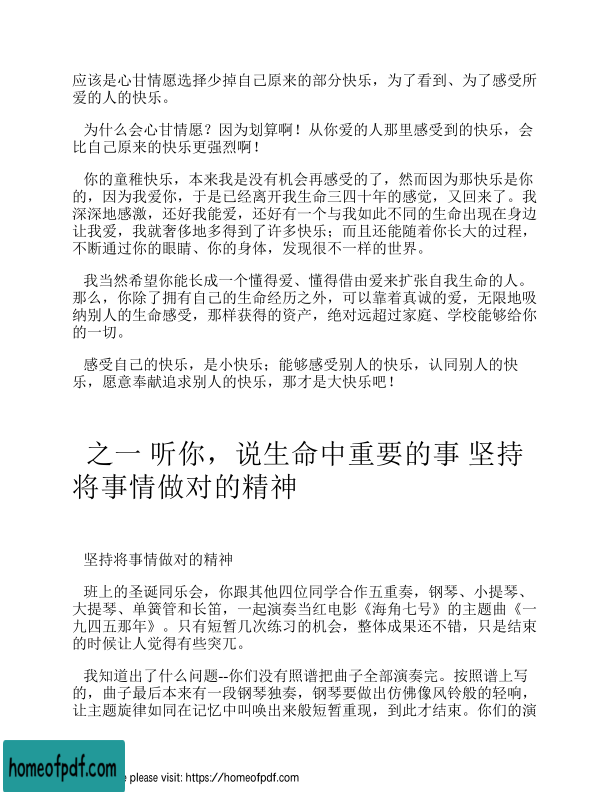 应该是心甘情愿选择少掉自己原来的部分快乐，为了看到、为了感受所
爱的人的快乐。
为什么会心甘情愿？因为划算啊！从你爱的人那里感受到的快乐，会
比自己原来的快乐更强烈啊！
你的童稚快乐，本来我是没有机会再感受的了，然而因为那快乐是你
的，因为我爱你，于是已经离开我生命三四十年的感觉，又回来了。我
深深地感激，还好我能爱，还好有一个与我如此不同的生命出现在身边
让我爱，我就奢侈地多得到了许多快乐；而且还能随着你长大的过程，
不断通过你的眼睛、你的身体，发现很不一样的世界。
我当然希望你能长成一个懂得爱、懂得借由爱来扩张自我生命的人。
那么，你除了拥有自己的生命经历之外，可以靠着真诚的爱，无限地吸
纳别人的生命感受，那样获得的资产，绝对远超过家庭、学校能够给你
的一切。
感受自己的快乐，是小快乐；能够感受别人的快乐，认同别人的快
乐，愿意奉献追求别人的快乐，那才是大快乐吧！
之一 听你，说生命中重要的事 坚持
将事情做对的精神
坚持将事情做对的精神
班上的圣诞同乐会，你跟其他四位同学合作五重奏，钢琴、小提琴、
大提琴、单簧管和长笛，一起演奏当红电影《海角七号》的主题曲《一
九四五那年》。只有短暂几次练习的机会，整体成果还不错，只是结束
的时候让人觉得有些突兀。
我知道出了什么问题--你们没有照谱把曲子全部演奏完。按照谱上写
的，曲子最后本来有一段钢琴独奏，钢琴要做出仿佛像风铃般的轻响，
让主题旋律如同在记忆中叫唤出来般短暂重现，到此才结束。你们的演
homeofpdf.com
e please visit: https://homeofpdf.com